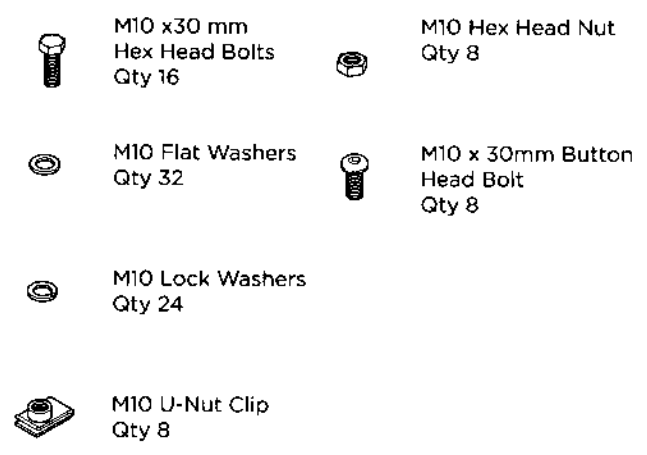 M10 x30 mm
Hex Head Bolts
Qty 16
M10 Flat Washers
Qty 32
M10 Lock Washers
Qty 24
M10 U-Nut Clip
Qty 8
M10 Hex Head Nut
Qty 8
M10 x 30mm Button
Head Bolt
Qty 8